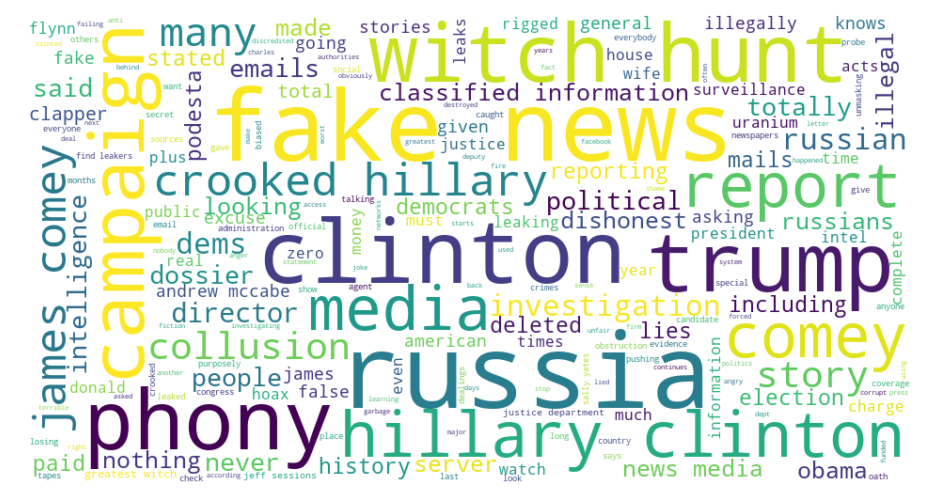 flynn
anti
failing
others
fake
many
made
stories
going
leaks
rigged
general
illegally
knows
everybody
years
house
probe
tainted
discredited
charles
authorities
behind
social
obviously
fact
wife
often
unmasking
acts
illegal
witch hunt
said
want
stated
emails
total
classified information
surveillance
campaign
clapper
everyone
next
deal
secret
sources
podesta
gave
make
biased
worst
greatest
destroyed
caught
given
facebook
deputy
fire
justice
newspapers
letter
happened
uranium
totally
russian
fake news
james comey
find leakers
months
plus
crooked hillary
reporting
mails
time
shame
give
report
intelligence
public
looking
excuse
access
talking
democrats
political
leaking
must
dishonest
asking
russians
email
administration
official
money
networks
starts
president
intel
complete
dems
real
nobody
anger
statement
zero
clinton
trump
dossier
joke
back
used
year
system
anyone
andrew mccabe
show
agent
crimes
sense
special
director
fiction
investigating
media
investigation
including
forced
candidate
collusion
american
deleted
times
unfair
firm
lies
obstruction
evidence
politics
comey
donald
crooked
another
purposely
people
james
even
russia
dealings
pushing
continues
sally yates
story
coverage
running
leaked
congress
hoax
false
learning
days
stop
lied
much
information
angry
corrupt
press
terrible
asked
phony
garbage
justice department
election
charge
losing
right
place
hillary clinton
dept
funded
paid
nothing
never
major
long
country
says
tapes
greatest witch
check
according
jeff sessions
history
server
last
watch
look
news media
obama
oath